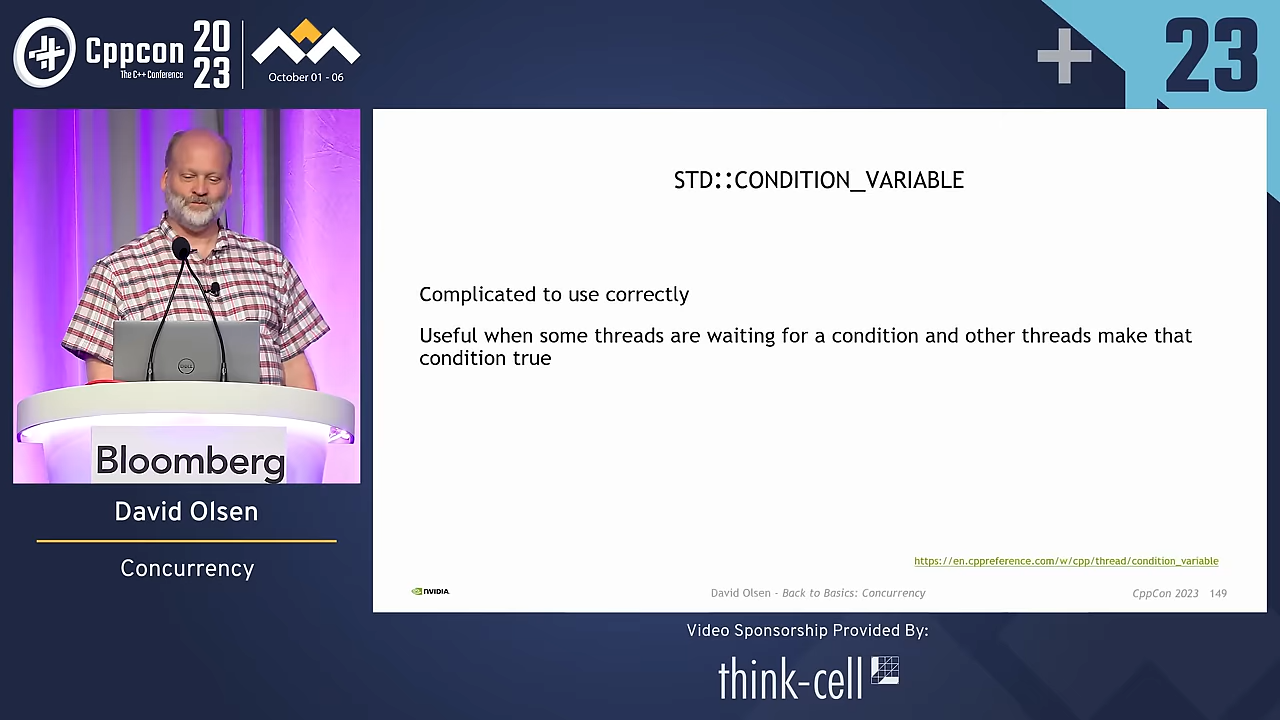 Cppcon
The C++ Conference
20
23
October 01 - 06
23
STD::CONDITION_VARIABLE
Complicated to use correctly
Useful when some threads are waiting for a condition and other threads make that
condition true
https://en.cppreference.com/w/cpp/thread/condition_variable
NVIDIA
David Olsen - Back to Basics: Concurrency
CppCon 2023 149
DELL
Bloomberg
David Olsen
Concurrency
Video Sponsorship Provided By:
think-cell